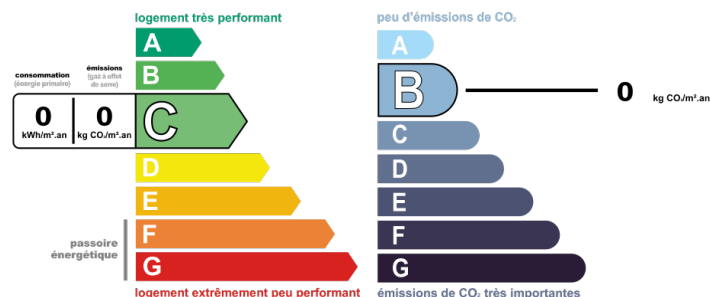 logement très performant
A
B
consommation
(énergie primaire)
émissions
(gaz à effet
de serre)
0
kWh/m².an
0
kg CO₂/m².an
C
D
E
F
G
passoire
énergétique
logement extrêmement peu performant
peu d'émissions de CO₂
A
B
0
kg CO₂/m².an
C
D
E
F
G
émissions de CO₂ très importantes